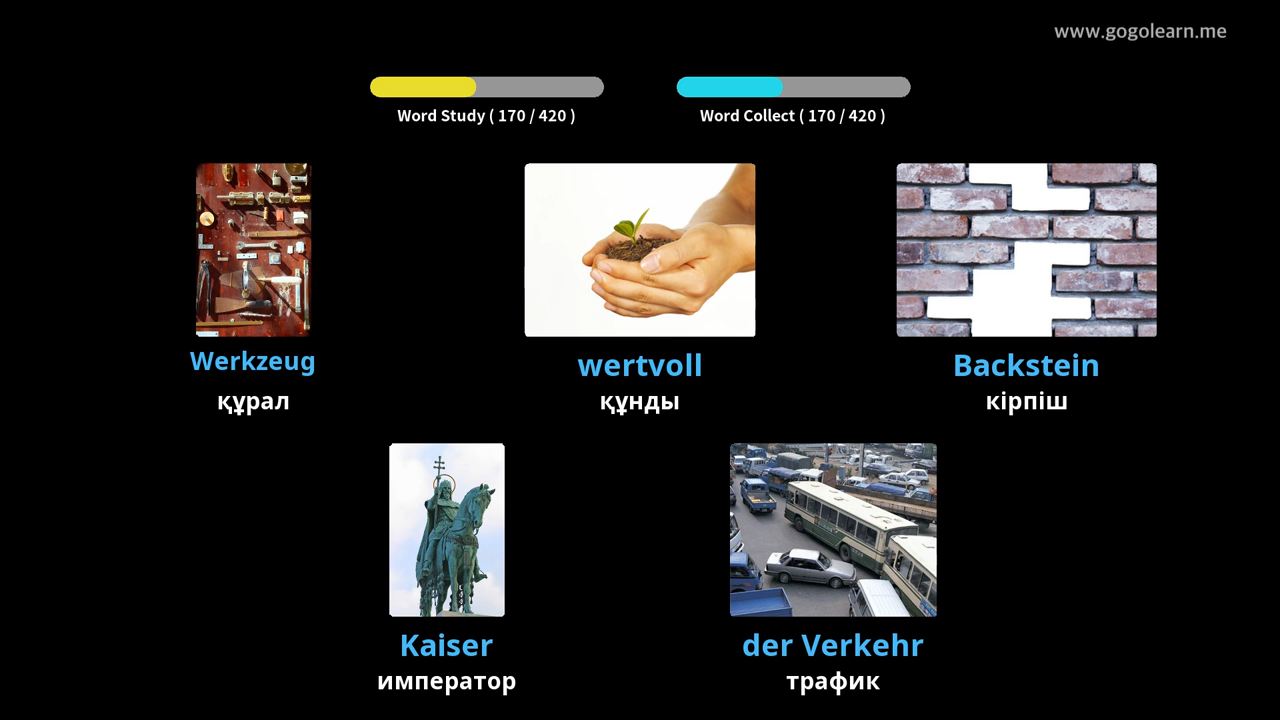 www.gogolearn.me
Word Study ( 170 / 420 )
Word Collect ( 170 / 420 )
Werkzeug
құрал
wertvoll
құнды
Backstein
кірпіш
Kaiser
император
der Verkehr
трафик